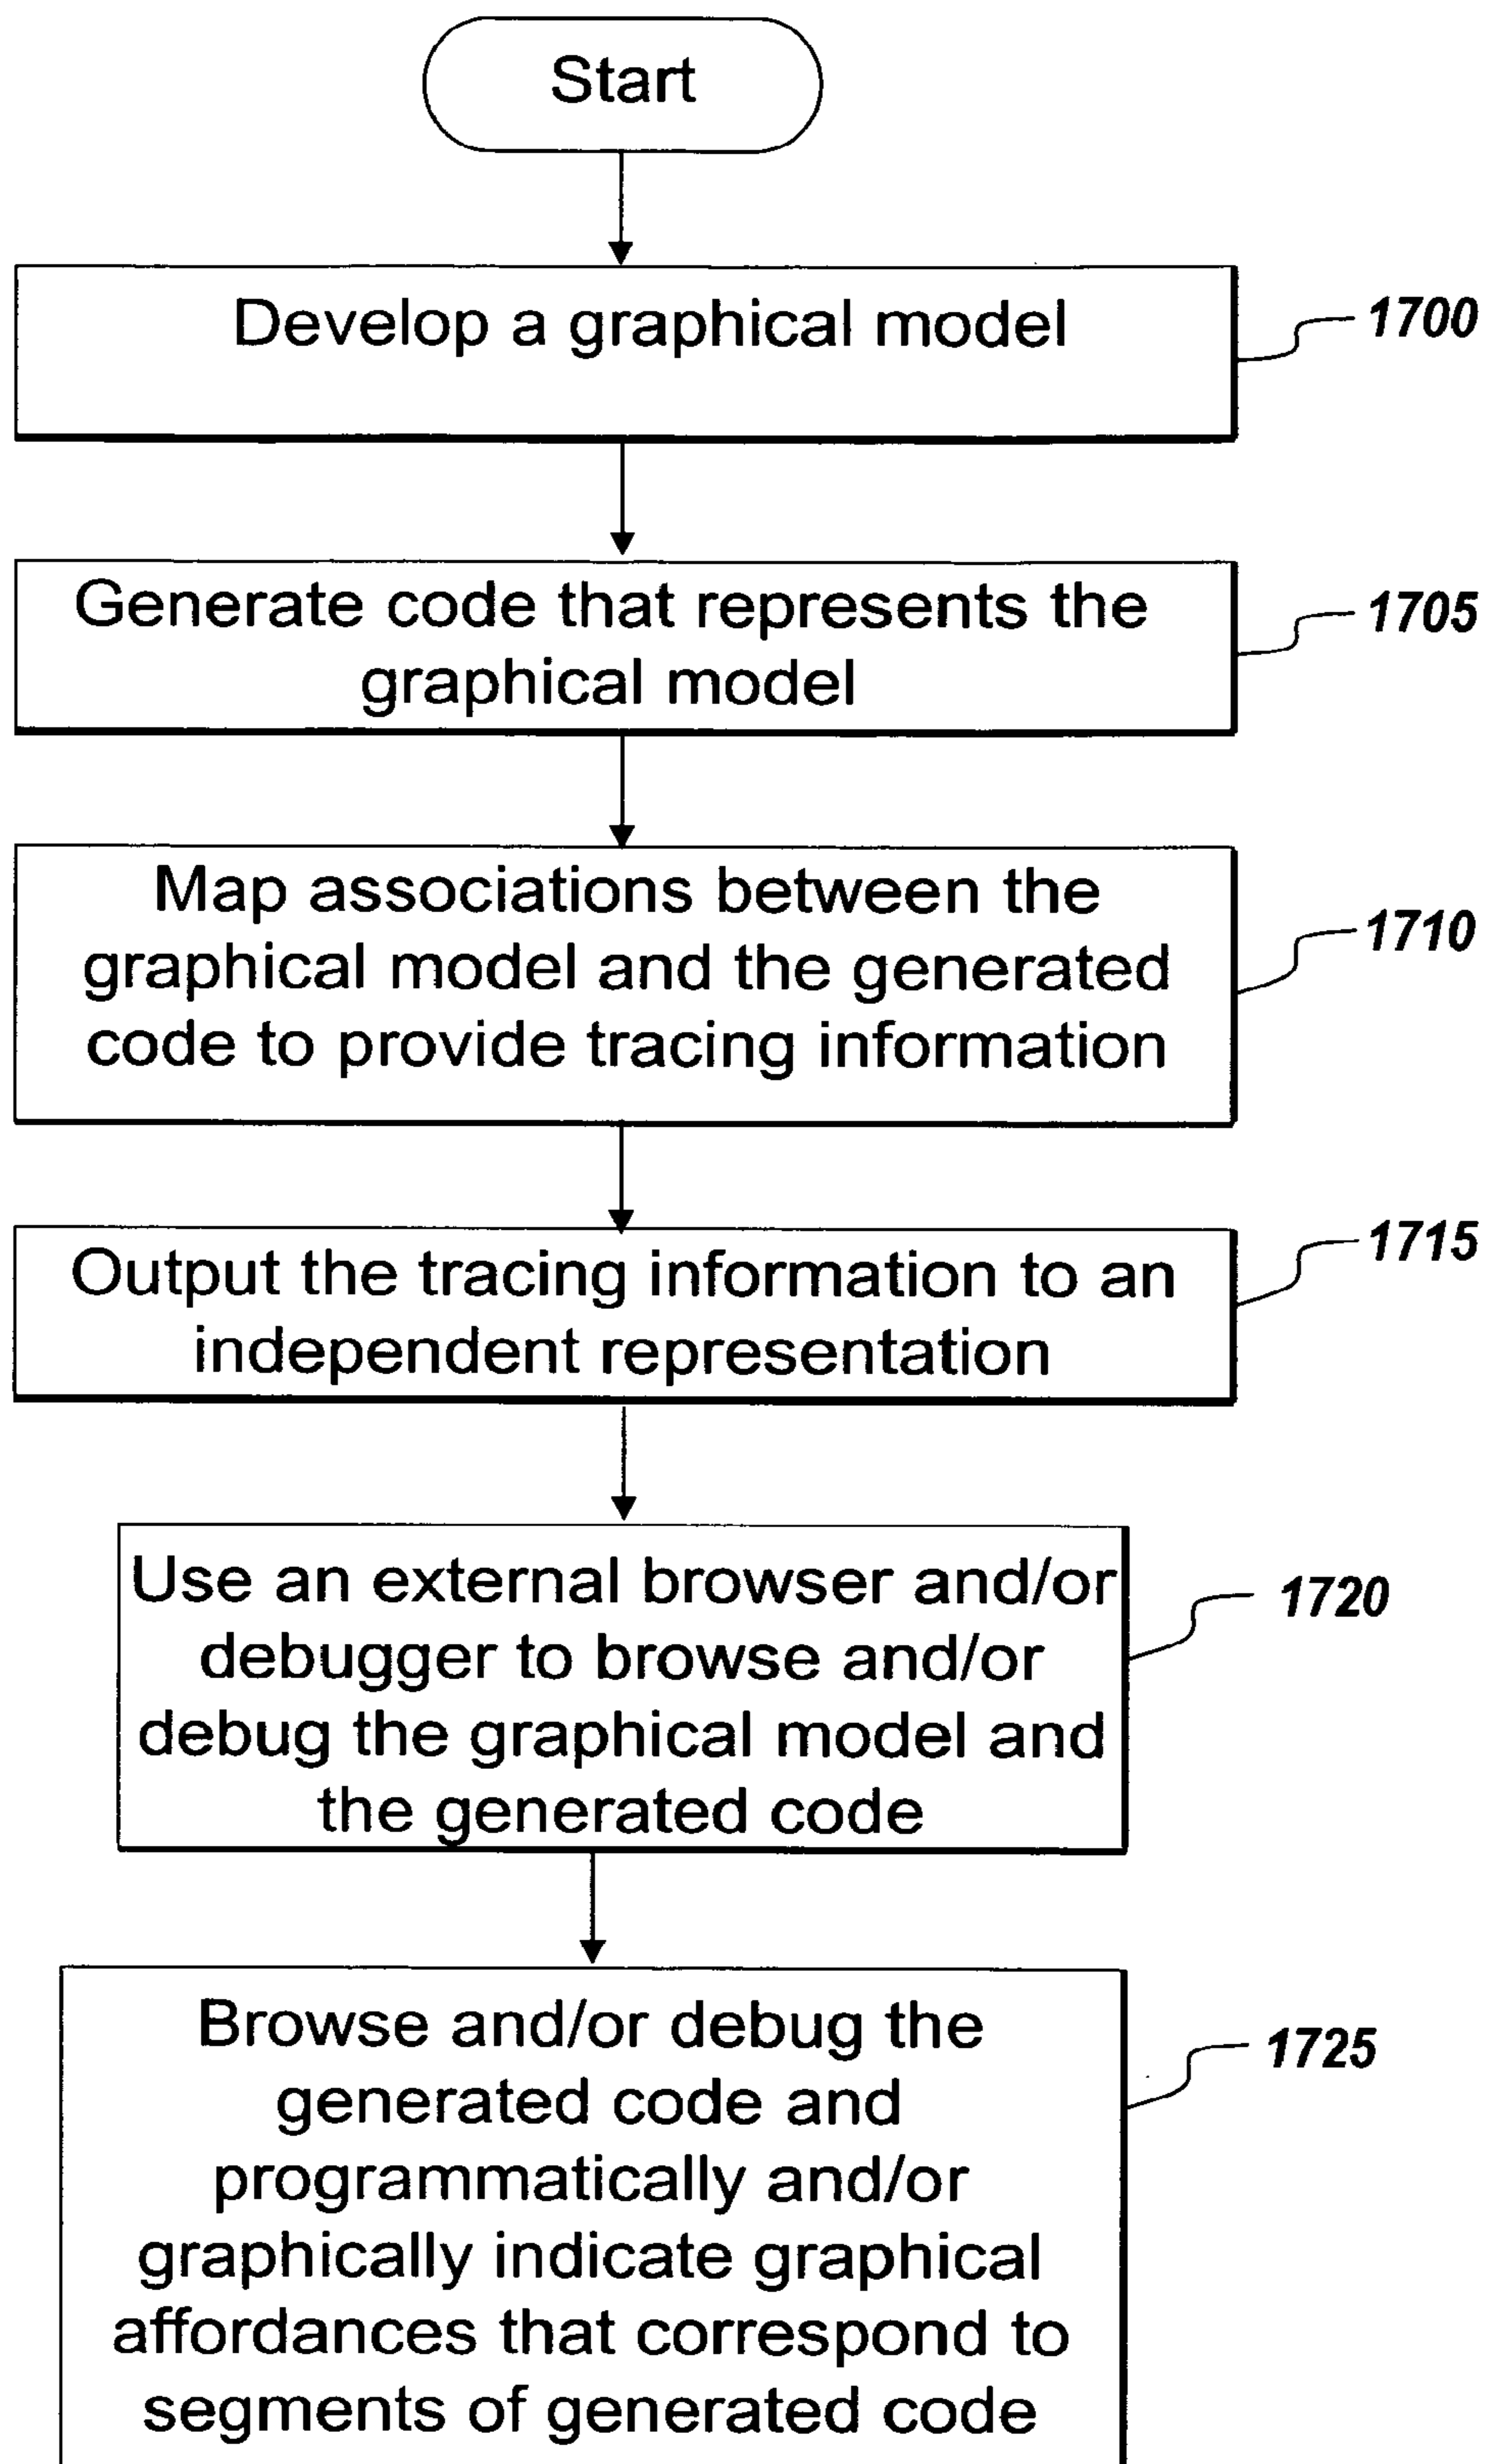 Start
Develop a graphical model
1700
Generate code that represents the
graphical model
1705
Map associations between the
graphical model and the generated
code to provide tracing information
1710
Output the tracing information to an
independent representation
1715
Use an external browser and/or
debugger to browse and/or
debug the graphical model and
the generated code
1720
Browse and/or debug the
generated code and
programmatically and/or
graphically indicate graphical
affordances that correspond to
segments of generated code
1725